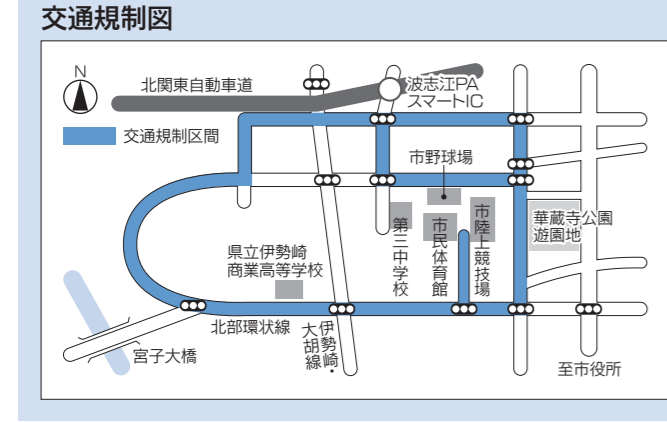 交通規制図
N
北関東自動車道
波志江PA
スマートIC
交通規制区間
市野球場
華蔵寺公園
遊園地
市陸上競技場
市民体育館
第三中学校
県立伊勢崎
商業高等学校
北部環状線
伊勢崎・
大胡線
宮子大橋
至市役所